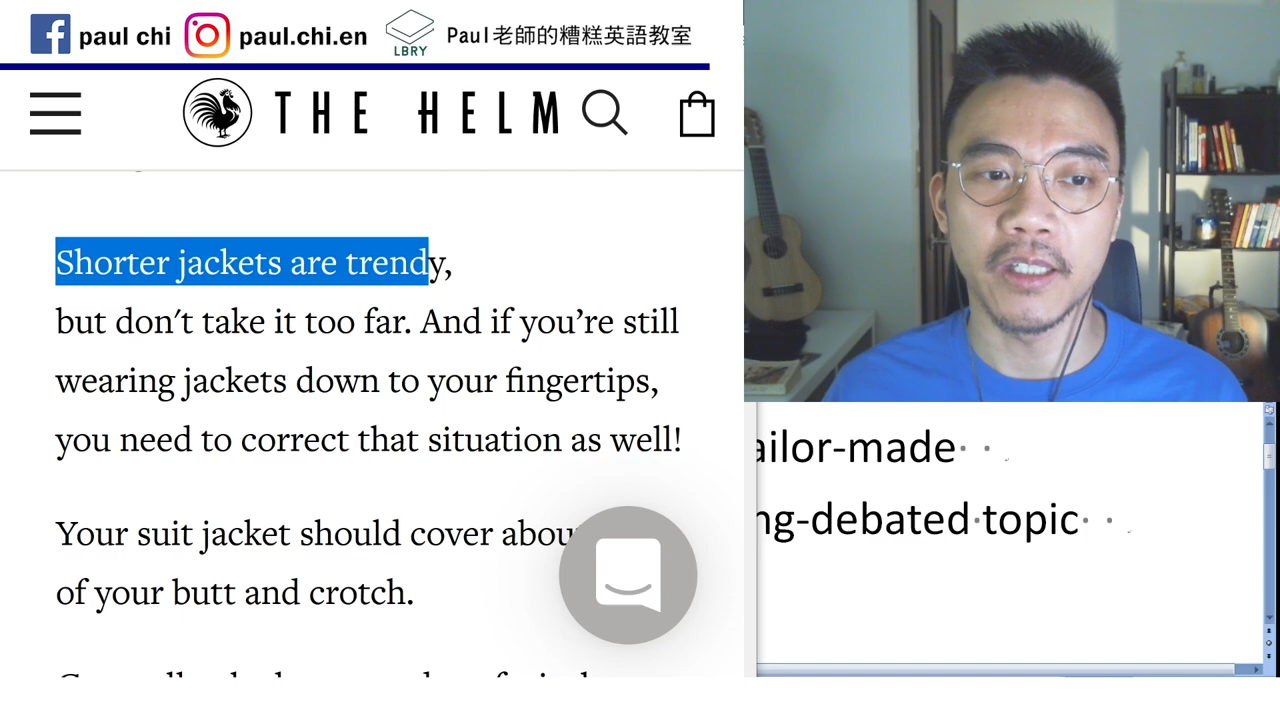 paul chi paul.chi.en LBRY Paul老師的糟糕英語教室
THE HELM
Shorter jackets are trendy,
but don't take it too far. And if you're still
wearing jackets down to your fingertips,
you need to correct that situation as well!
Your suit jacket should cover
of your butt and crotch.
ailor-made
ng-debated topic